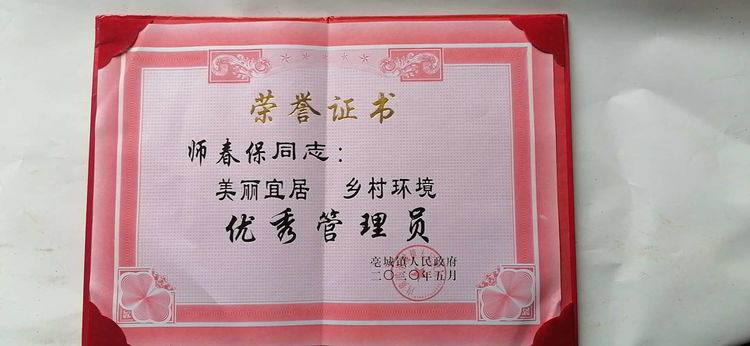 荣誉证书
师春保同志：
美丽宜居 乡村环境
优秀管理员
亳城镇人民政府
二〇二〇年五月